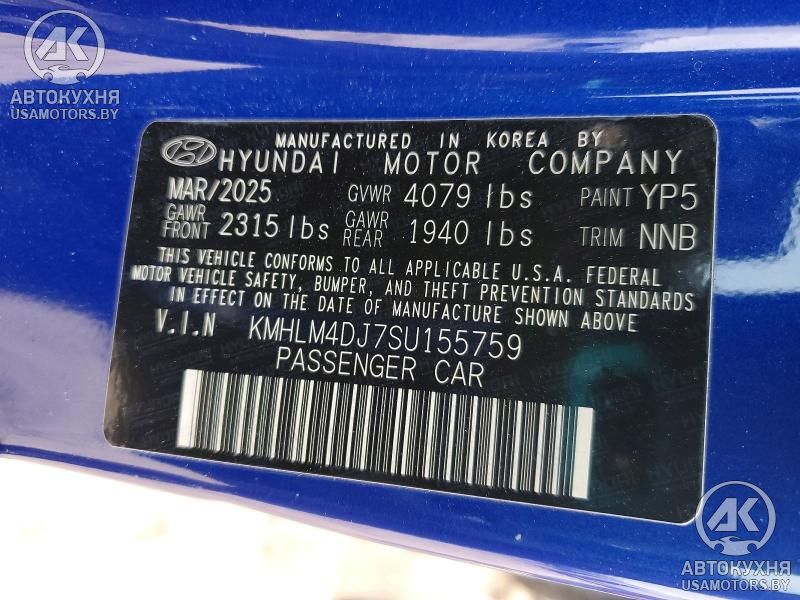 AK
АВТОКУХНЯ
USAMOTORS.BY
MANUFACTURED IN KOREA BY
HYUNDAI MOTOR COMPANY
MAR/2025 GVWR 4079 lbs PAINT YP5
GAWR FRONT 2315 lbs GAWR REAR 1940 lbs TRIM NNB
THIS VEHICLE CONFORMS TO ALL APPLICABLE U.S.A. FEDERAL
MOTOR VEHICLE SAFETY, BUMPER, AND THEFT PREVENTION STANDARDS
IN EFFECT ON THE DATE OF MANUFACTURE SHOWN ABOVE.
V.I.N KMHLM4DJ7SU155759
PASSENGER CAR
AK
АВТОКУХНЯ
USAMOTORS.BY